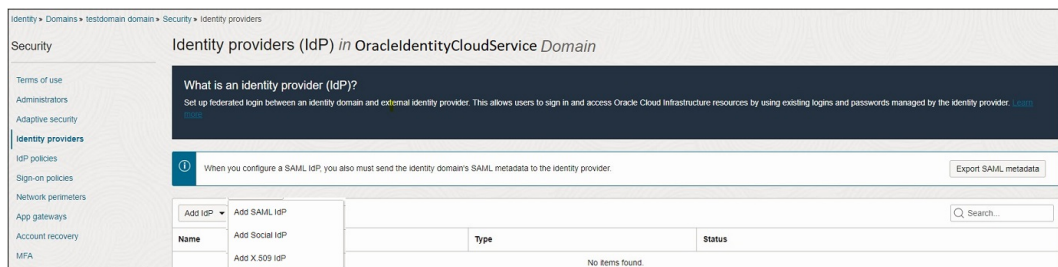 Identity » Domains » testdomain domain » Security » Identity providers
Security
Terms of use
Administrators
Adaptive security
Identity providers
IdP policies
Sign-on policies
Network perimeters
App gateways
Account recovery
MFA
Identity providers (IdP) in OracleIdentityCloudService Domain
What is an identity provider (IdP)?
Set up federated login between an identity domain and external identity provider. This allows users to sign in and access Oracle Cloud Infrastructure resources by using existing logins and passwords managed by the identity provider. Learn
more
When you configure a SAML IdP, you also must send the identity domain's SAML metadata to the identity provider.
Export SAML metadata
Add IdP
Add SAML IdP
Add Social IdP
Add X.509 IdP
Search...
Name
Type
Status
No items found.